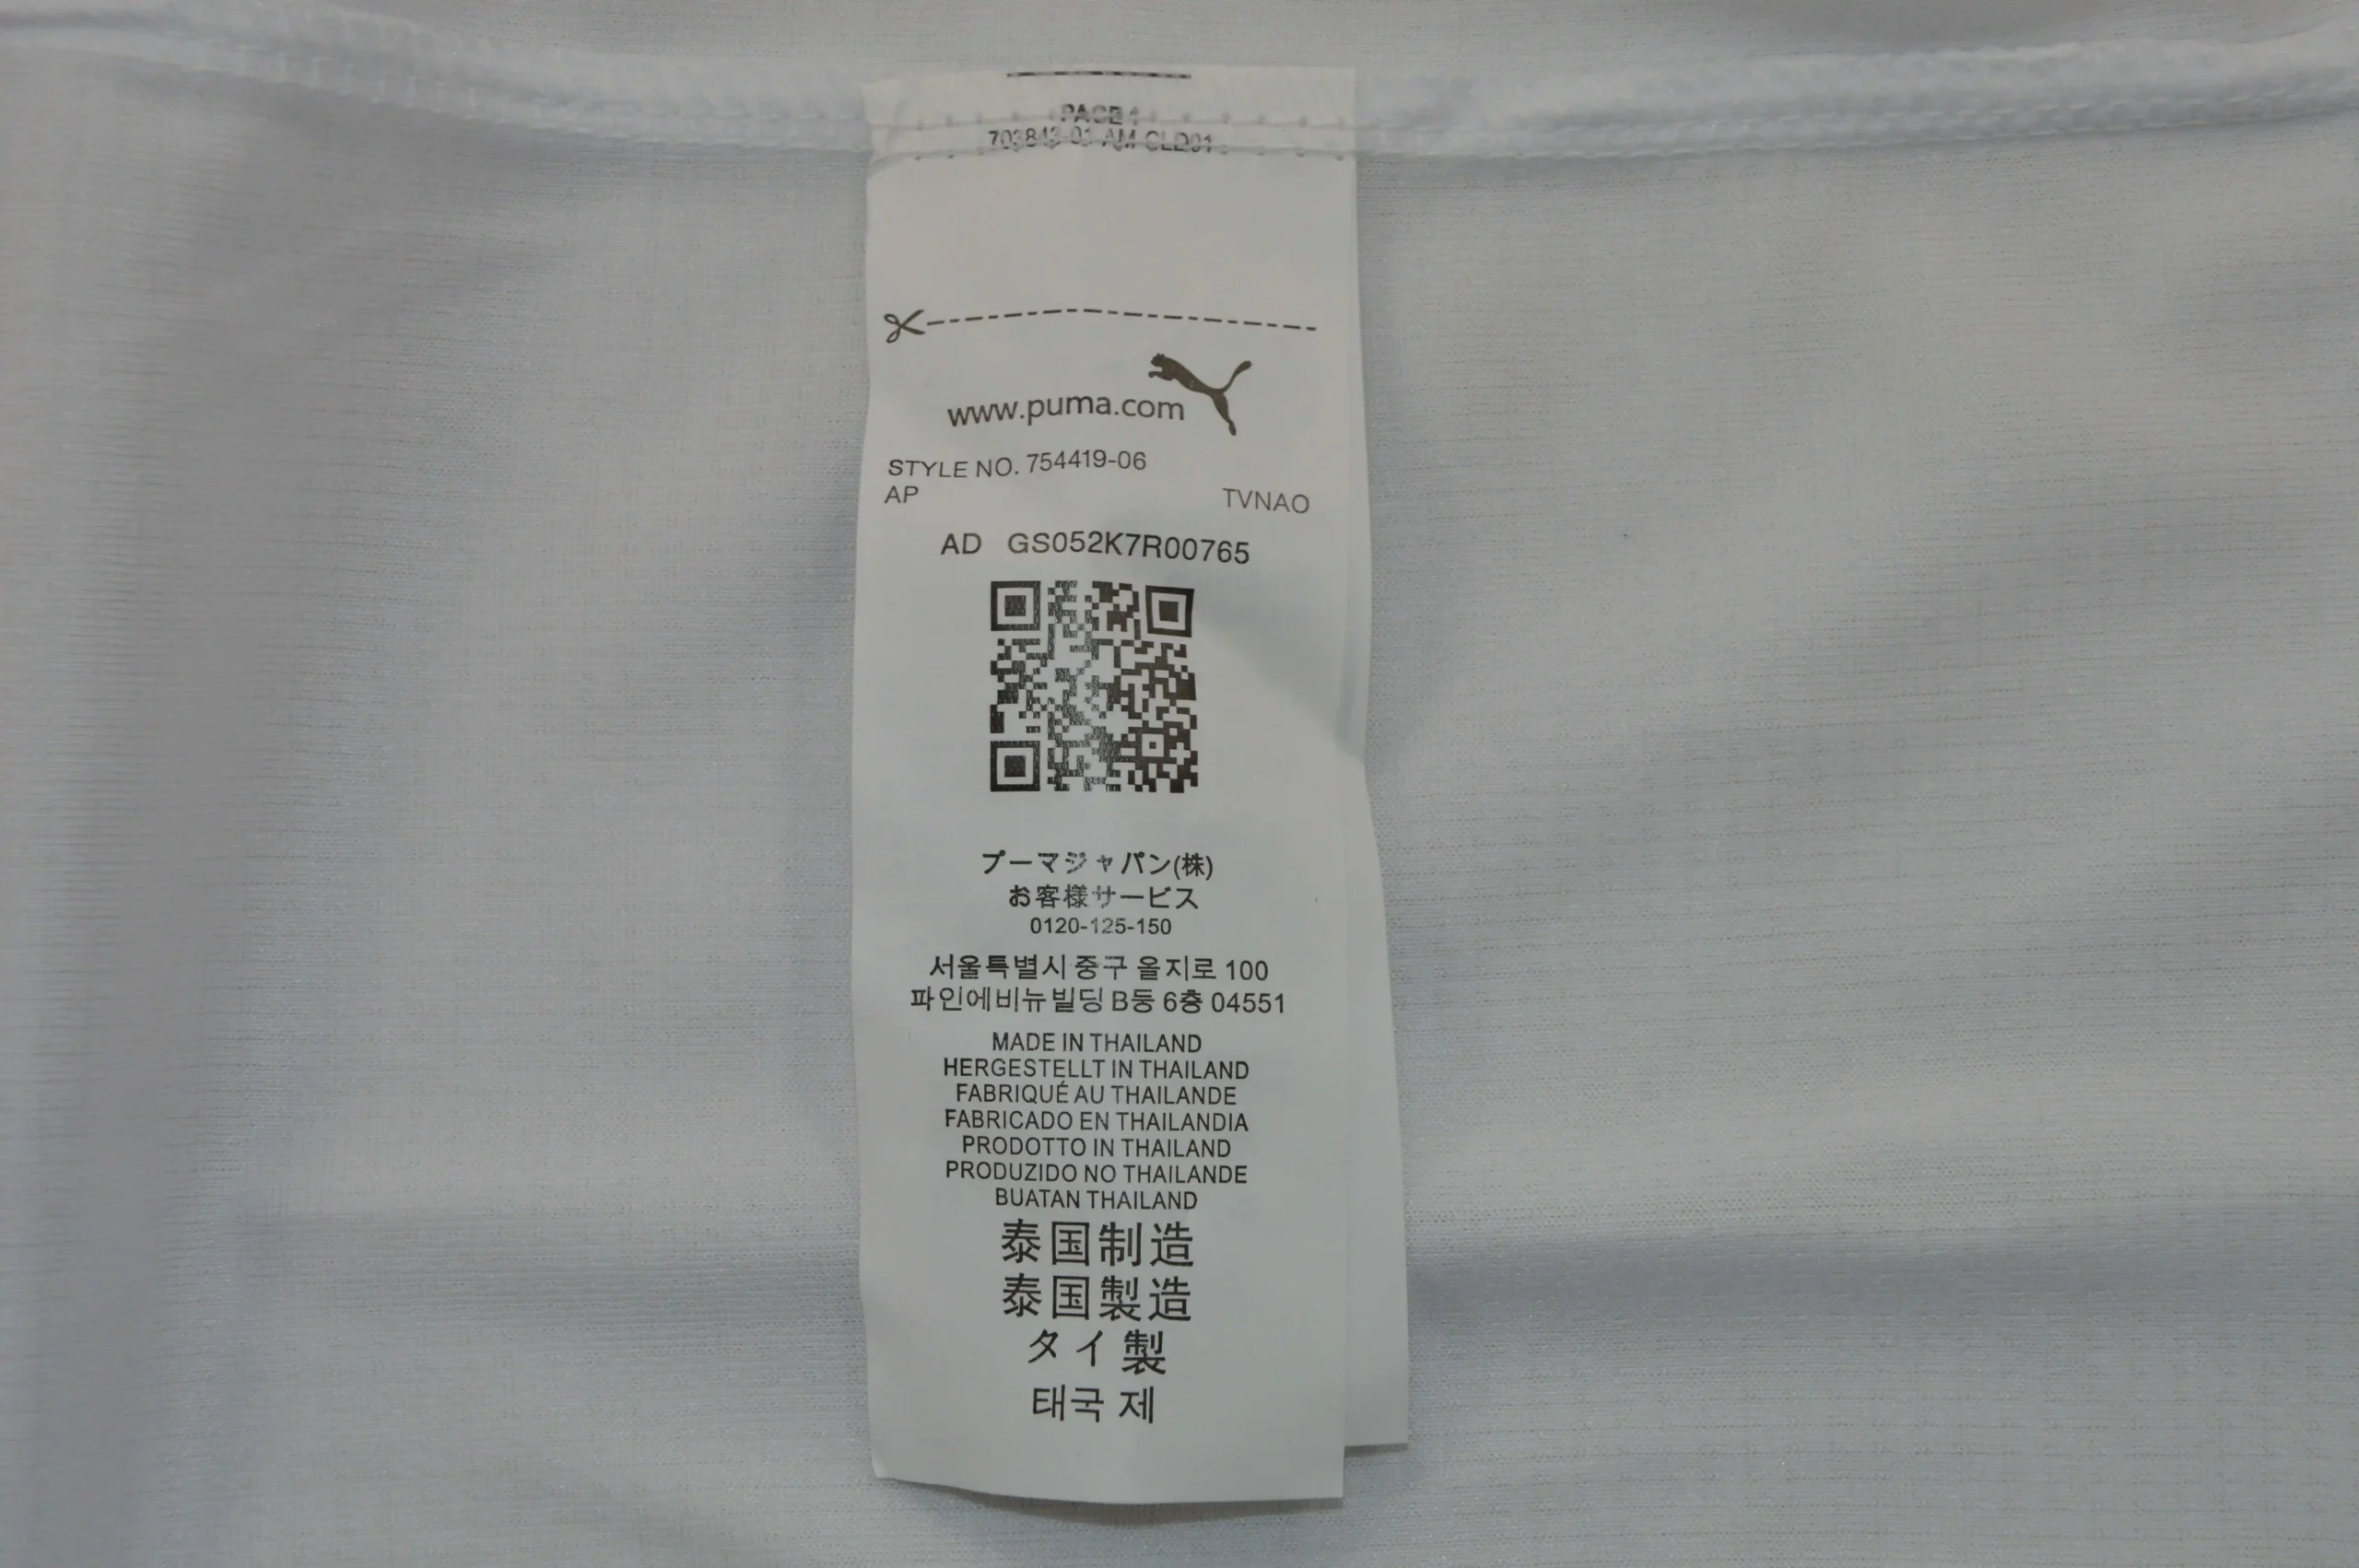 PAGE 1
703843-03 AM CLD01
www.puma.com
STYLE NO. 754419-06
AP TVNAO
AD GS052K7R00765
プーマジャパン(株)
お客様サービス
0120-125-150
서울특별시 중구 을지로 100
파인에비뉴빌딩 B동 6층 04551
MADE IN THAILAND
HERGESTELLT IN THAILAND
FABRIQUÉ AU THAILANDE
FABRICADO EN THAILANDIA
PRODOTTO IN THAILAND
PRODUZIDO NO THAILANDE
BUATAN THAILAND
泰国制造
泰国製造
タイ製
태국 제